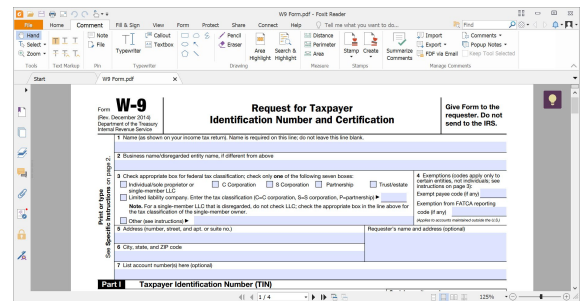 W9 Form.pdf - Foxit Reader
File Home Comment Fill & Sign View Form Protect Share Connect Help Tell me what you want to do... Find
Hand
Select
Zoom
Tools
Text Markup
Note
File
Pin
Typewriter
Callout
Textbox
Typewriter
Pencil
Eraser
Drawing
Area Highlight
Search & Highlight
Distance
Perimeter
Area
Measure
Stamp
Create
Stamps
Summarize Comments
Import
Export
FDF via Email
Comments
Popup Notes
Keep Tool Selected
Manage Comments
Start W9 Form.pdf
Form W-9
(Rev. December 2014)
Department of the Treasury
Internal Revenue Service
Request for Taxpayer
Identification Number and Certification
Give Form to the
requester. Do not
send to the IRS.
Print or type
See Specific Instructions on page 2.
1 Name (as shown on your income tax return). Name is required on this line; do not leave this line blank.
2 Business name/disregarded entity name, if different from above
3 Check appropriate box for federal tax classification; check only one of the following seven boxes:
Individual/sole proprietor or C Corporation S Corporation Partnership Trust/estate
single-member LLC
Limited liability company. Enter the tax classification (C=C corporation, S=S corporation, P=partnership)
Note. For a single-member LLC that is disregarded, do not check LLC; check the appropriate box in the line above for
the tax classification of the single-member owner.
Other (see instructions)
4 Exemptions (codes apply only to
certain entities, not individuals; see
instructions on page 3):
Exempt payee code (if any)
Exemption from FATCA reporting
code (if any)
(Applies to accounts maintained outside the U.S.)
5 Address (number, street, and apt. or suite no.)
Requester's name and address (optional)
6 City, state, and ZIP code
7 List account number(s) here (optional)
Part I Taxpayer Identification Number (TIN)
1 / 4
125%